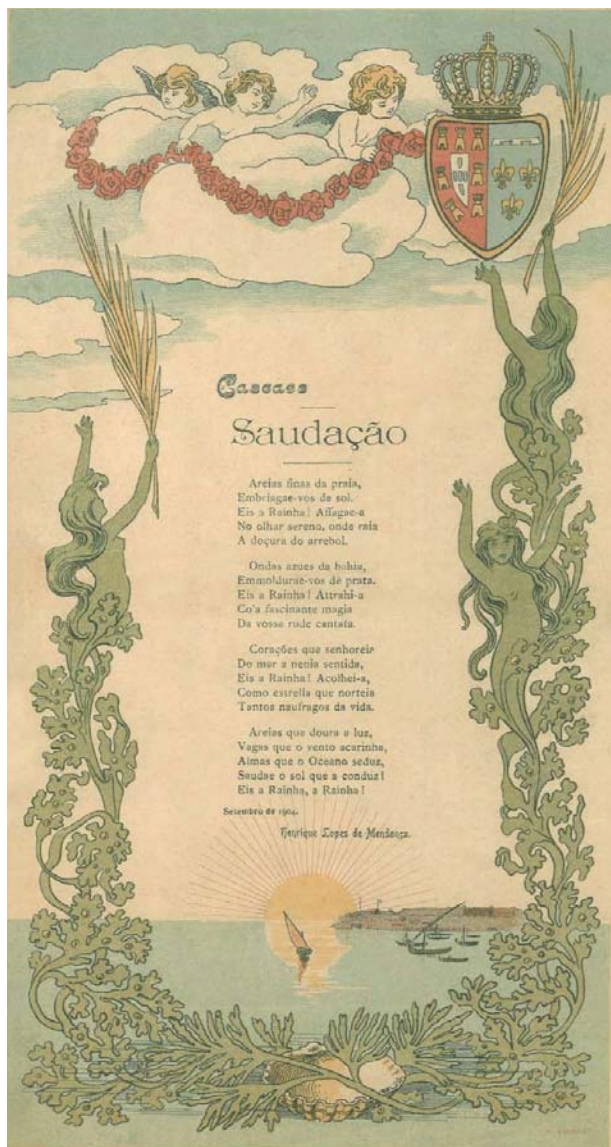 Cascaes
Saudação
Areias finas da praia,
Embriagae-vos de sol.
Eis a Rainha! Affagae-a
No olhar sereno, onde raia
A doçura do arrebol.
Ondas azues da bahia,
Emmoldurae-vos de prata.
Eis a Rainha! Attrahi-a
Co'a fascinante magia
Da vossa rude cantata.
Corações que senhoreia
Do mar a nenia sentida,
Eis a Rainha! Acolhei-a,
Como estrella que norteia
Tantos naufragos da vida.
Areias que doura a luz,
Vagas que o vento acarinha,
Almas que o Oceano seduz,
Saudae o sol que a conduz!
Eis a Rainha, a Rainha!
Setembro de 1904.
Henrique Lopes de Mendonça.